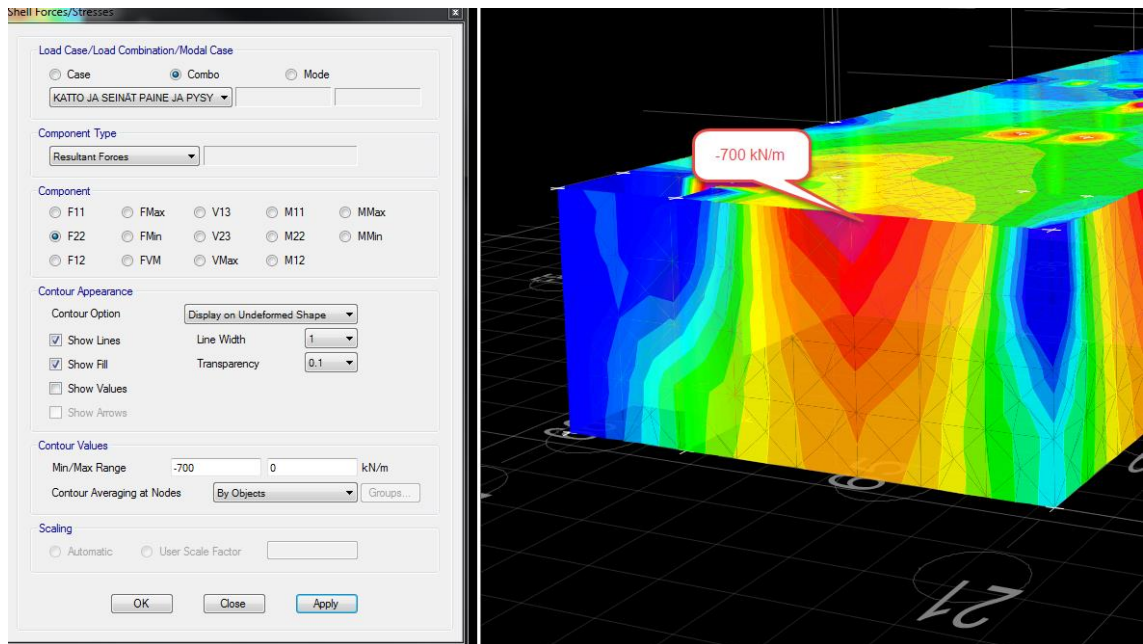 Shell Forces/Stresses
Load Case/Load Combination/Modal Case
Case Combo Mode
KATTO JA SEINÄT PAINE JA PYSY
Component Type
Resultant Forces
Component
F11 FMax V13 M11 MMax
F22 FMin V23 M22 MMin
F12 FVM VMax M12
Contour Appearance
Contour Option Display on Undeformed Shape
Show Lines Line Width 1
Show Fill Transparency 0.1
Show Values
Show Arrows
Contour Values
Min/Max Range -700 0 kN/m
Contour Averaging at Nodes By Objects Groups...
Scaling
Automatic User Scale Factor
OK Close Apply
-700 kN/m
21